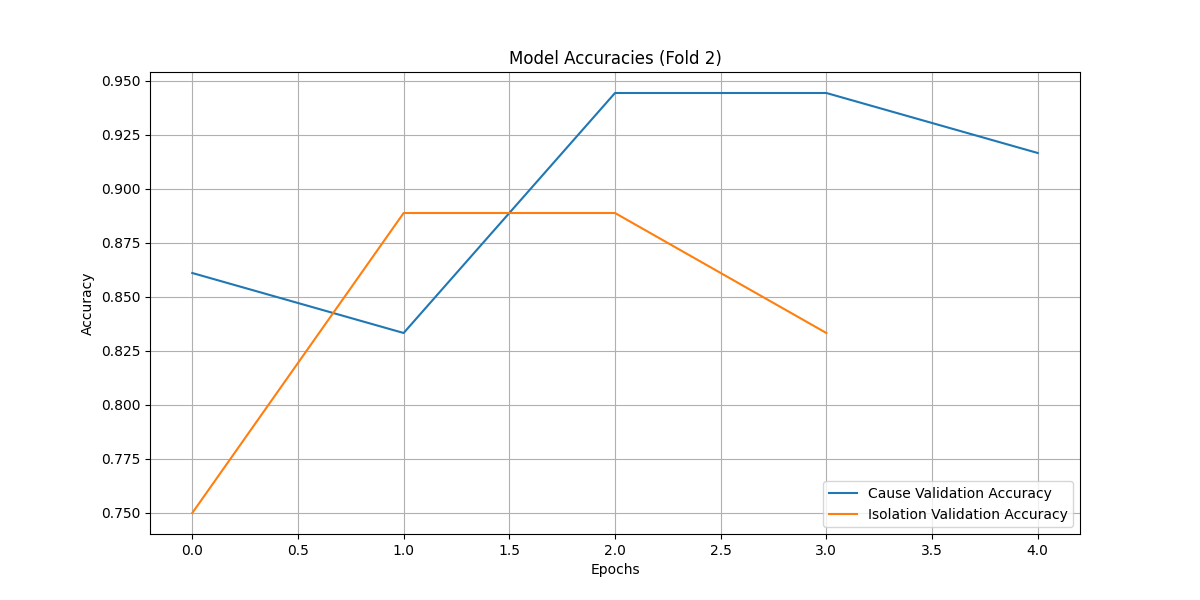 Model Accuracies (Fold 2)
Accuracy
0.950
0.925
0.900
0.875
0.850
0.825
0.800
0.775
0.750
Cause Validation Accuracy
Isolation Validation Accuracy
0.0 0.5 1.0 1.5 2.0 2.5 3.0 3.5 4.0
Epochs